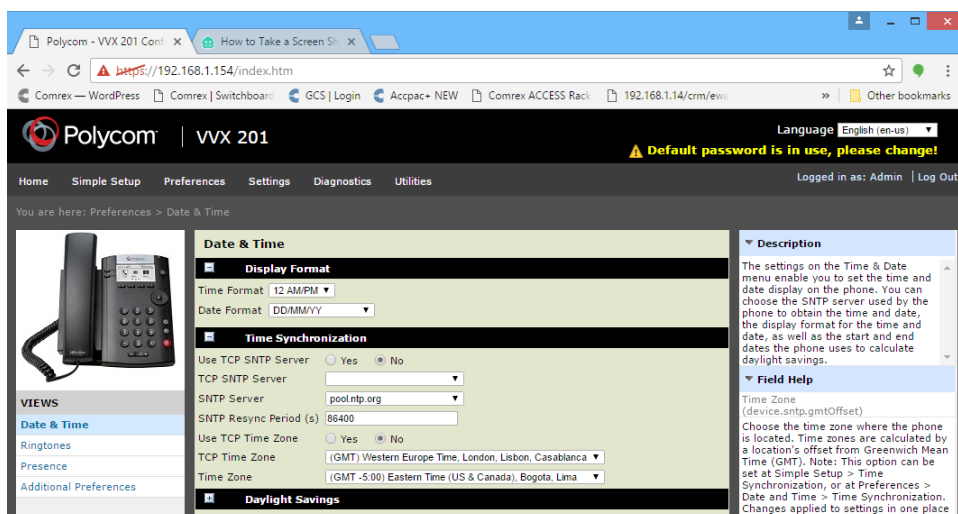 Polycom - VVX 201 Conf
How to Take a Screen Sh
https://192.168.1.154/index.htm
Comrex — WordPress
Comrex | Switchboard
GCS | Login
Accpac+ NEW
Comrex ACCESS Rack
192.168.1.14/crm/ewa
»
Other bookmarks
Polycom | VVX 201
Language English (en-us)
Default password is in use, please change!
Home Simple Setup Preferences Settings Diagnostics Utilities
Logged in as: Admin | Log Out
You are here: Preferences > Date & Time
VIEWS
Date & Time
Ringtones
Presence
Additional Preferences
Date & Time
Display Format
Time Format 12 AM/PM
Date Format DD/MM/YY
Time Synchronization
Use TCP SNTP Server Yes No
TCP SNTP Server
SNTP Server pool.ntp.org
SNTP Resync Period (s) 86400
Use TCP Time Zone Yes No
TCP Time Zone (GMT) Western Europe Time, London, Lisbon, Casablanca
Time Zone (GMT -5:00) Eastern Time (US & Canada), Bogota, Lima
Daylight Savings
Description
The settings on the Time & Date
menu enable you to set the time and
date display on the phone. You can
choose the SNTP server used by the
phone to obtain the time and date,
the display format for the time and
date, as well as the start and end
dates the phone uses to calculate
daylight savings.
Field Help
Time Zone
(device.sntp.gmtOffset)
Choose the time zone where the phone
is located. Time zones are calculated by
a location's offset from Greenwich Mean
Time (GMT). Note: This option can be
set at Simple Setup > Time
Synchronization, or at Preferences >
Date and Time > Time Synchronization.
Changes applied to settings in one place